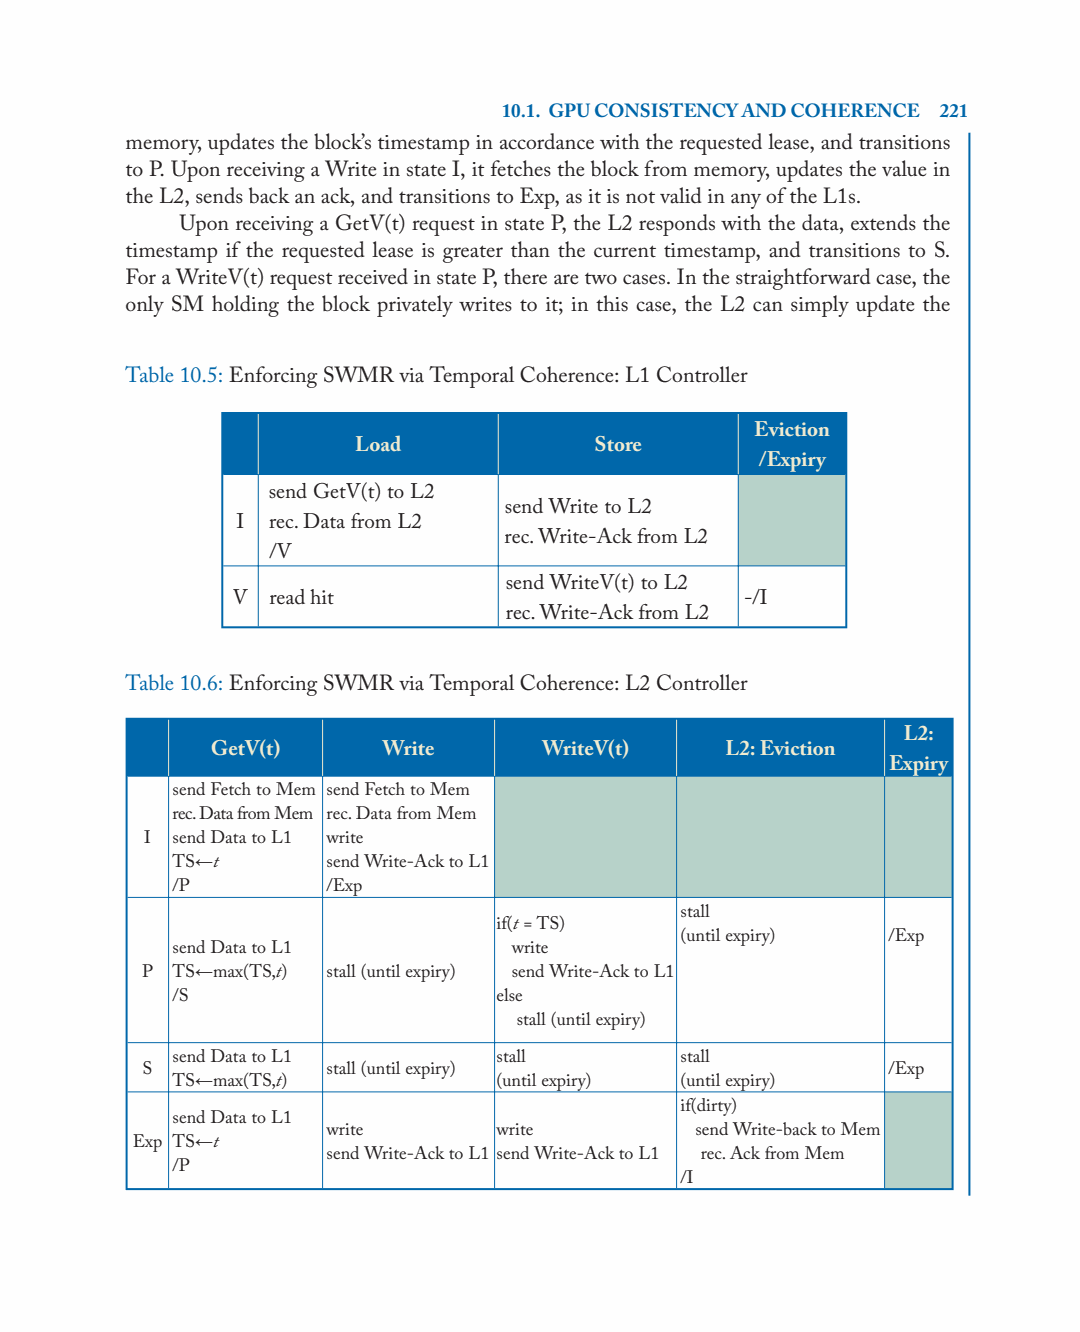 10.1. GPU CONSISTENCY AND COHERENCE 221
memory, updates the block’s timestamp in accordance with the requested lease, and transitions
to P. Upon receiving a Write in state I, it fetches the block from memory, updates the value in
the L2, sends back an ack, and transitions to Exp, as it is not valid in any of the L1s.
Upon receiving a GetV(t) request in state P, the L2 responds with the data, extends the
timestamp if the requested lease is greater than the current timestamp, and transitions to S.
For a WriteV(t) request received in state P, there are two cases. In the straightforward case, the
only SM holding the block privately writes to it; in this case, the L2 can simply update the
Table 10.5: Enforcing SWMR via Temporal Coherence: L1 Controller
Load
Store
Eviction
/Expiry
I
send GetV(t) to L2
rec. Data from L2
/V
send Write to L2
rec. Write-Ack from L2
V
read hit
send WriteV(t) to L2
rec. Write-Ack from L2
-/I
Table 10.6: Enforcing SWMR via Temporal Coherence: L2 Controller
GetV(t)
Write
WriteV(t)
L2: Eviction
L2:
Expiry
I
send Fetch to Mem
rec. Data from Mem
send Data to L1
TS←t
/P
send Fetch to Mem
rec. Data from Mem
write
send Write-Ack to L1
/Exp
P
send Data to L1
TS←max(TS,t)
/S
stall (until expiry)
if(t = TS)
write
send Write-Ack to L1
else
stall (until expiry)
stall
(until expiry)
/Exp
S
send Data to L1
TS←max(TS,t)
stall (until expiry)
stall
(until expiry)
stall
(until expiry)
/Exp
Exp
send Data to L1
TS←t
/P
write
send Write-Ack to L1
write
send Write-Ack to L1
if(dirty)
send Write-back to Mem
rec. Ack from Mem
/I